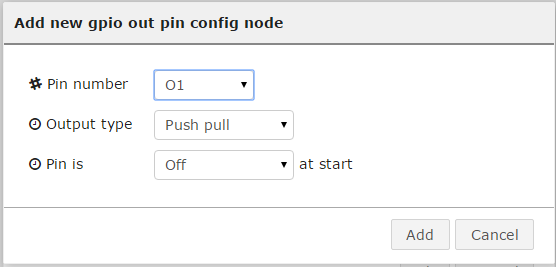 Add new gpio out pin config node
Pin number O1
Output type Push pull
Pin is Off at start
Add Cancel